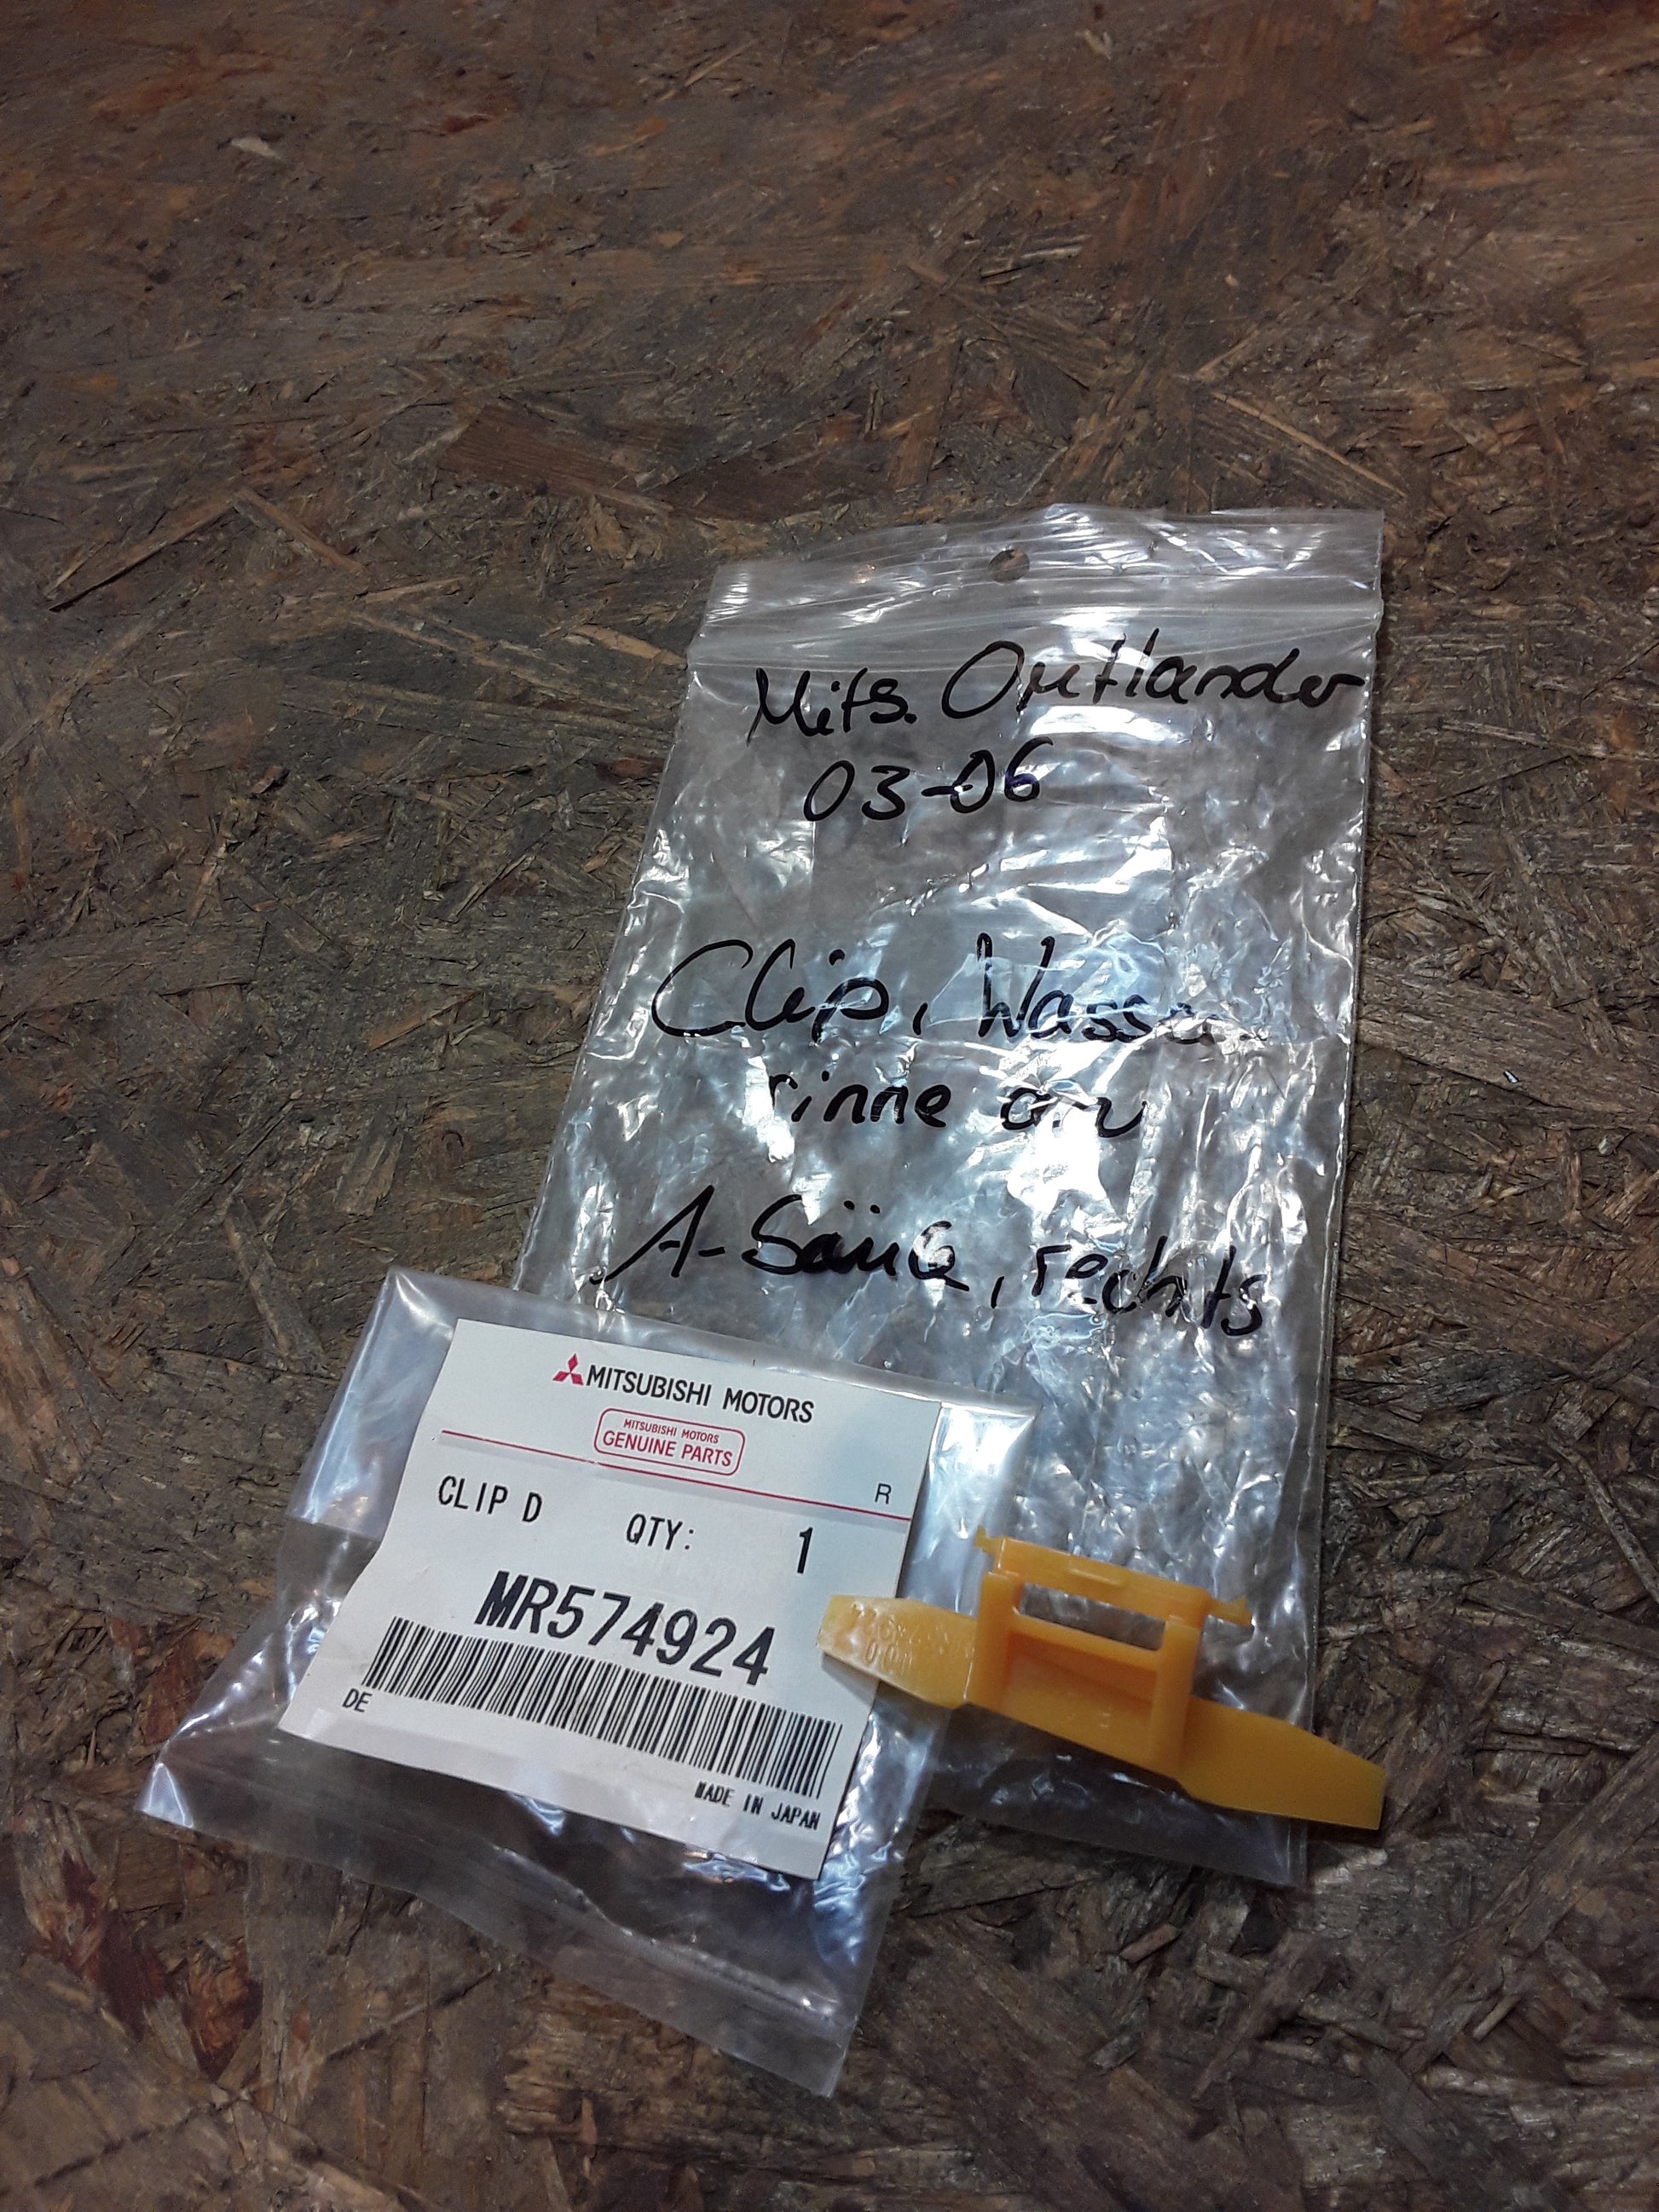 Mits. Outlander
03-06
Clip, Wasser
rinne an
A-Säule, rechts
MITSUBISHI MOTORS
MITSUBISHI MOTORS
GENUINE PARTS
R
CLIP D QTY: 1
MR574924
DE
MADE IN JAPAN